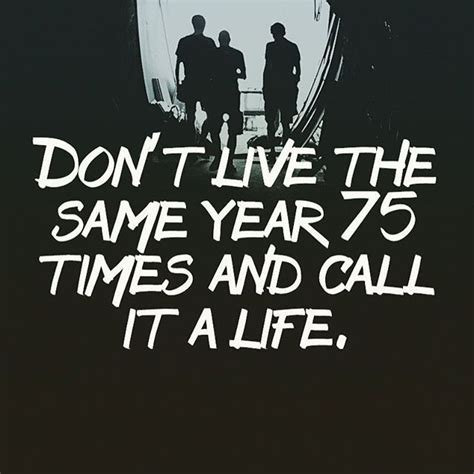 DON'T LIVE THE
SAME YEAR 75
TIMES AND CALL
IT A LIFE.